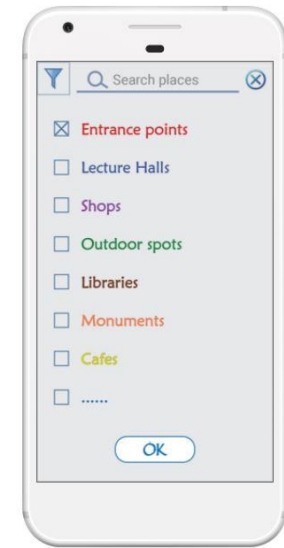 Search places
Entrance points
Lecture Halls
Shops
Outdoor spots
Libraries
Monuments
Cafes
......
OK